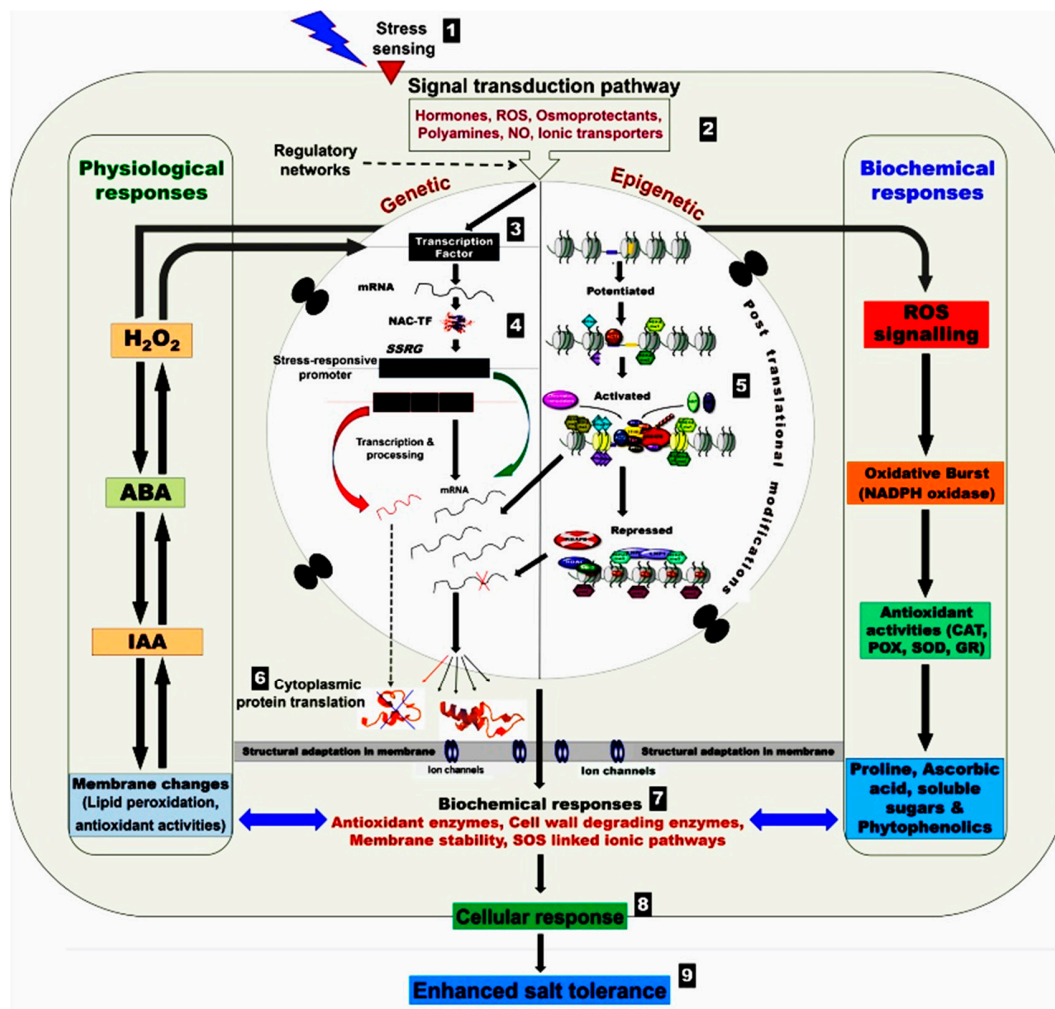 Stress
sensing
1
Signal transduction pathway
Hormones, ROS, Osmoprotectants,
Polyamines, NO, Ionic transporters
2
Regulatory
networks
Physiological
responses
Biochemical
responses
Genetic
Epigenetic
3
Transcription
Factor
mRNA
NAC-TF
4
SSRG
Stress-responsive
promoter
Transcription &
processing
mRNA
Potentiated
Activated
5
Repressed
Post translational modifications
H₂O₂
ABA
IAA
Membrane changes
(Lipid peroxidation,
antioxidant activities)
ROS
signalling
Oxidative Burst
(NADPH oxidase)
Antioxidant
activities (CAT,
POX, SOD, GR)
Proline, Ascorbic
acid, soluble
sugars &
Phytophenolics
6
Cytoplasmic
protein translation
Structural adaptation in membrane
Structural adaptation in membrane
Ion channels
Ion channels
Biochemical responses
7
Antioxidant enzymes, Cell wall degrading enzymes,
Membrane stability, SOS linked ionic pathways
Cellular response
8
Enhanced salt tolerance
9